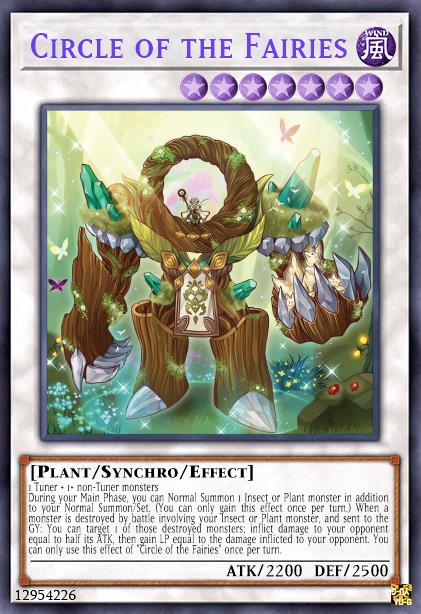 CIRCLE OF THE FAIRIES
WIND
風
[PLANT/SYNCHRO/EFFECT]
1 Tuner + 1+ non-Tuner monsters
During your Main Phase, you can Normal Summon 1 Insect or Plant monster in addition
to your Normal Summon/Set. (You can only gain this effect once per turn.) When a
monster is destroyed by battle involving your Insect or Plant monster, and sent to the
GY: You can target 1 of those destroyed monsters; inflict damage to your opponent
equal to half its ATK, then gain LP equal to the damage inflicted to your opponent. You
can only use this effect of "Circle of the Fairies" once per turn.
ATK/2200 DEF/2500
12954226